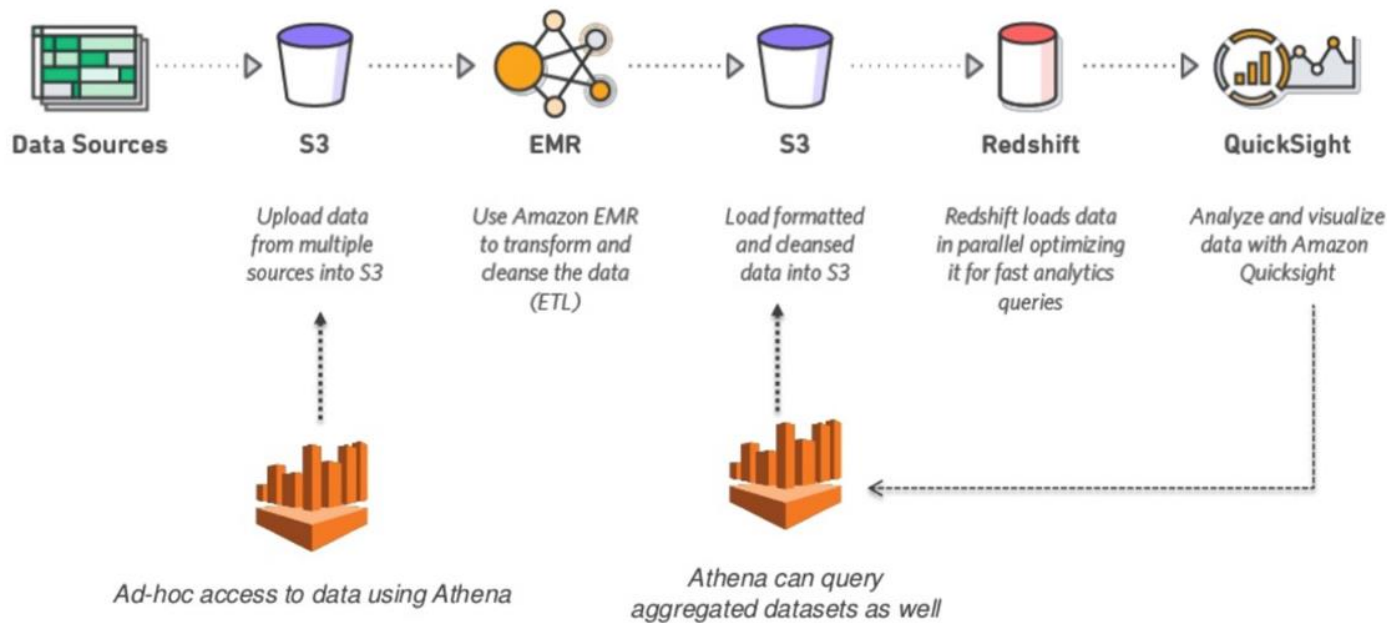 Data Sources
S3
EMR
S3
Redshift
QuickSight
Upload data
from multiple
sources into S3
Use Amazon EMR
to transform and
cleanse the data
(ETL)
Load formatted
and cleansed
data into S3
Redshift loads data
in parallel optimizing
it for fast analytics
queries
Analyze and visualize
data with Amazon
Quicksight
Ad-hoc access to data using Athena
Athena can query
aggregated datasets as well